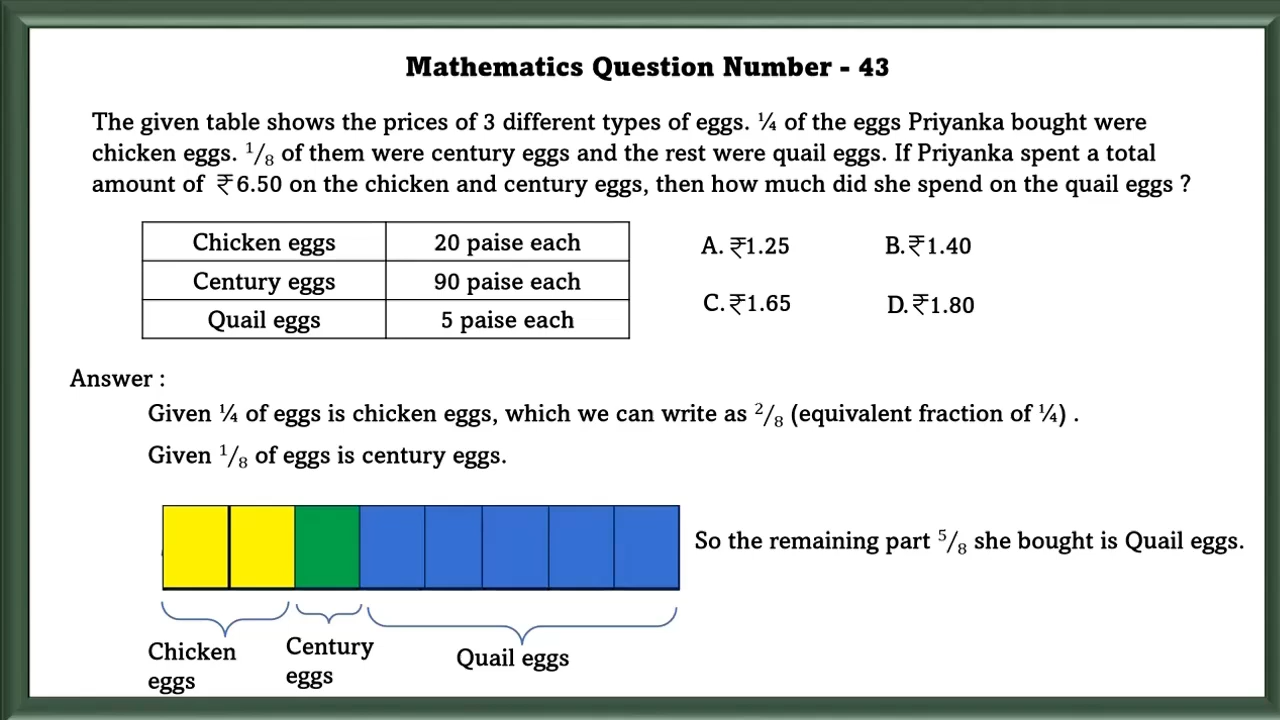 Mathematics Question Number - 43
The given table shows the prices of 3 different types of eggs. ¼ of the eggs Priyanka bought were
chicken eggs. ¹/₈ of them were century eggs and the rest were quail eggs. If Priyanka spent a total
amount of ₹6.50 on the chicken and century eggs, then how much did she spend on the quail eggs ?
Chicken eggs 20 paise each
Century eggs 90 paise each
Quail eggs 5 paise each
A. ₹1.25 B. ₹1.40
C. ₹1.65 D. ₹1.80
Answer :
Given ¼ of eggs is chicken eggs, which we can write as ²/₈ (equivalent fraction of ¼) .
Given ¹/₈ of eggs is century eggs.
So the remaining part ⁵/₈ she bought is Quail eggs.
Chicken
eggs
Century
eggs
Quail eggs